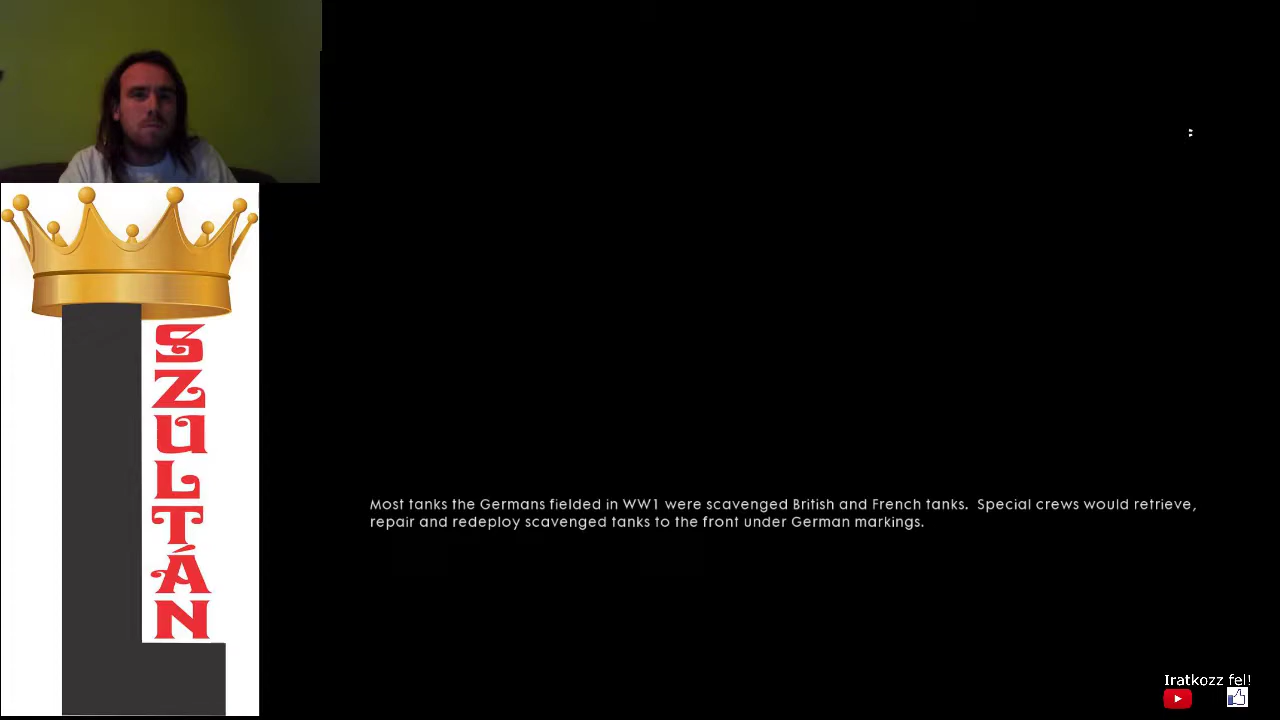 L
SZULTÁN
Most tanks the Germans fielded in WW1 were scavenged British and French tanks.  Special crews would retrieve,
repair and redeploy scavenged tanks to the front under German markings.
Iratkozz fel!